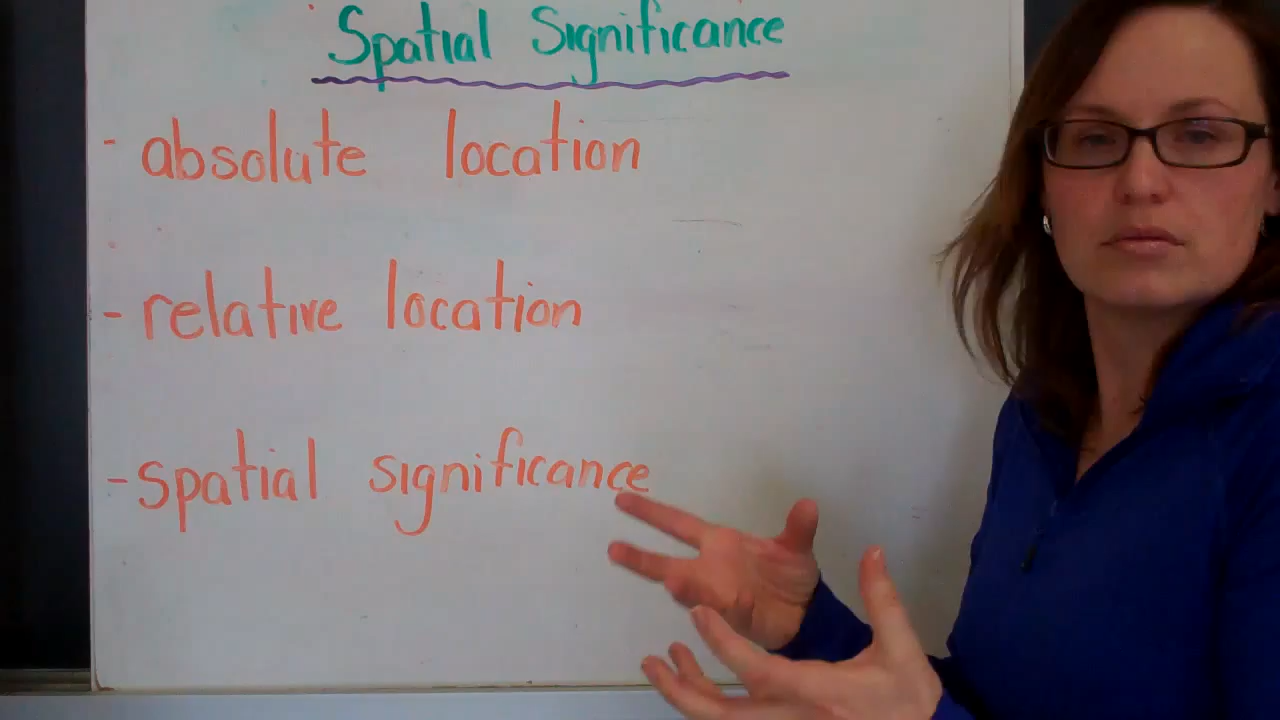 Spatial Significance
- absolute location
- relative location
- spatial significance